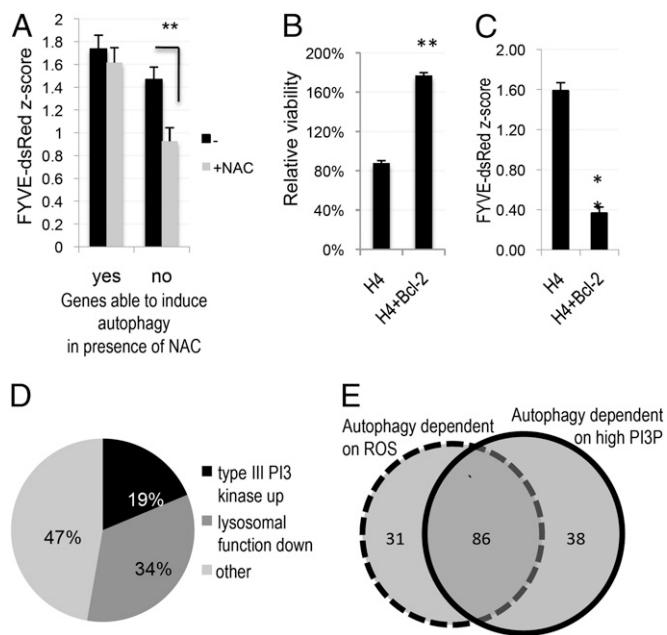 A
FYVE-dsRed z-score
2
1.8
1.6
1.4
1.2
1
0.8
0.6
0.4
0.2
0
**
-
+NAC
yes no
Genes able to induce
autophagy
in presence of NAC
B
Relative viability
200%
160%
120%
80%
40%
0%
**
H4
H4+Bcl-2
C
FYVE-dsRed z-score
2.00
1.60
1.20
0.80
0.40
0.00
*
*
H4
H4+Bcl-2
D
19%
34%
47%
type III PI3
kinase up
lysosomal
function down
other
E
Autophagy dependent
on ROS
Autophagy dependent
on high PI3P
31
86
38